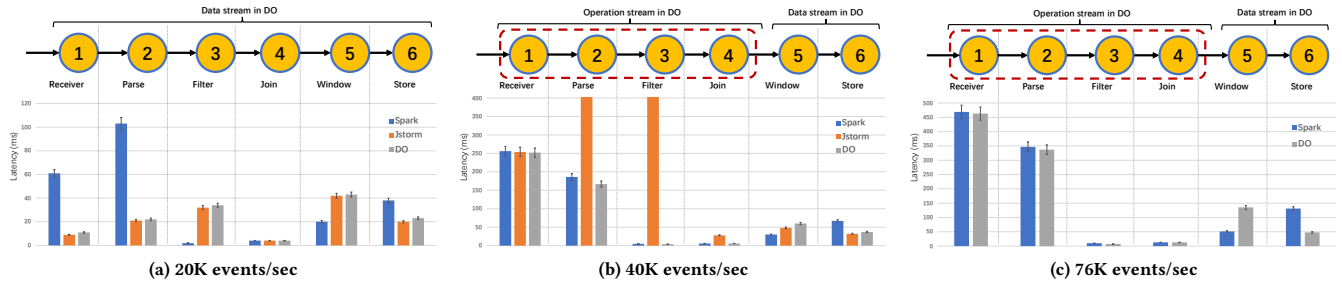 Data stream in DO
1 2 3 4 5 6
Receiver Parse Filter Join Window Store
120
100
80
60
40
20
0
Latency (ms)
Spark
Jstorm
DO
(a) 20K events/sec
Operation stream in DO Data stream in DO
1 2 3 4 5 6
Receiver Parse Filter Join Window Store
400
350
300
250
200
150
100
50
0
Latency (ms)
Spark
Jstorm
DO
(b) 40K events/sec
Operation stream in DO Data stream in DO
1 2 3 4 5 6
Receiver Parse Filter Join Window Store
500
450
400
350
300
250
200
150
100
50
0
Latency (ms)
Spark
DO
(c) 76K events/sec